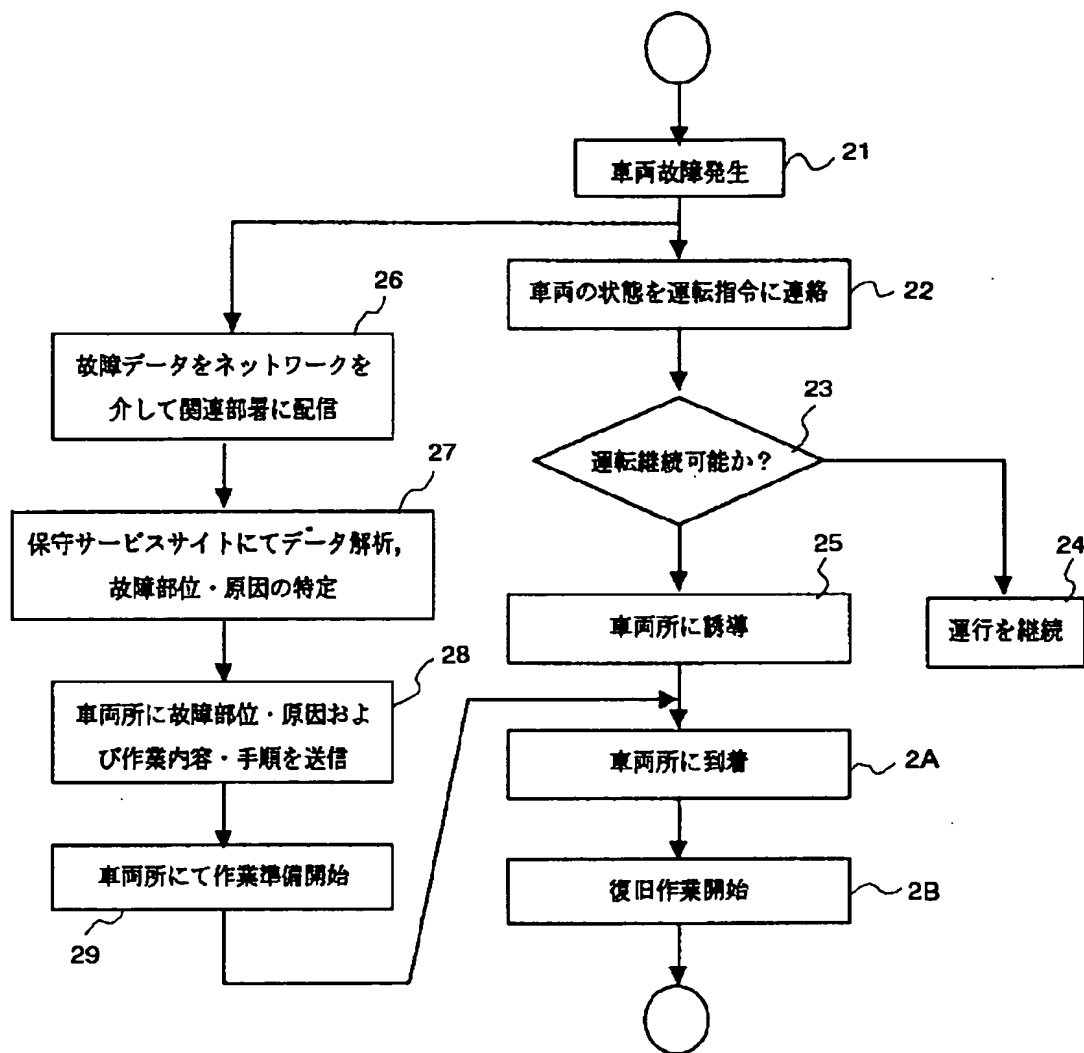 車両故障発生
21
車両の状態を運転指令に連絡
22
26
故障データをネットワークを
介して関連部署に配信
23
運転継続可能か?
27
保守サービスサイトにてデータ解析,
故障部位・原因の特定
25
車両所に誘導
24
運行を継続
28
車両所に故障部位・原因およ
び作業内容・手順を送信
車両所に到着
2A
車両所にて作業準備開始
29
復旧作業開始
2B